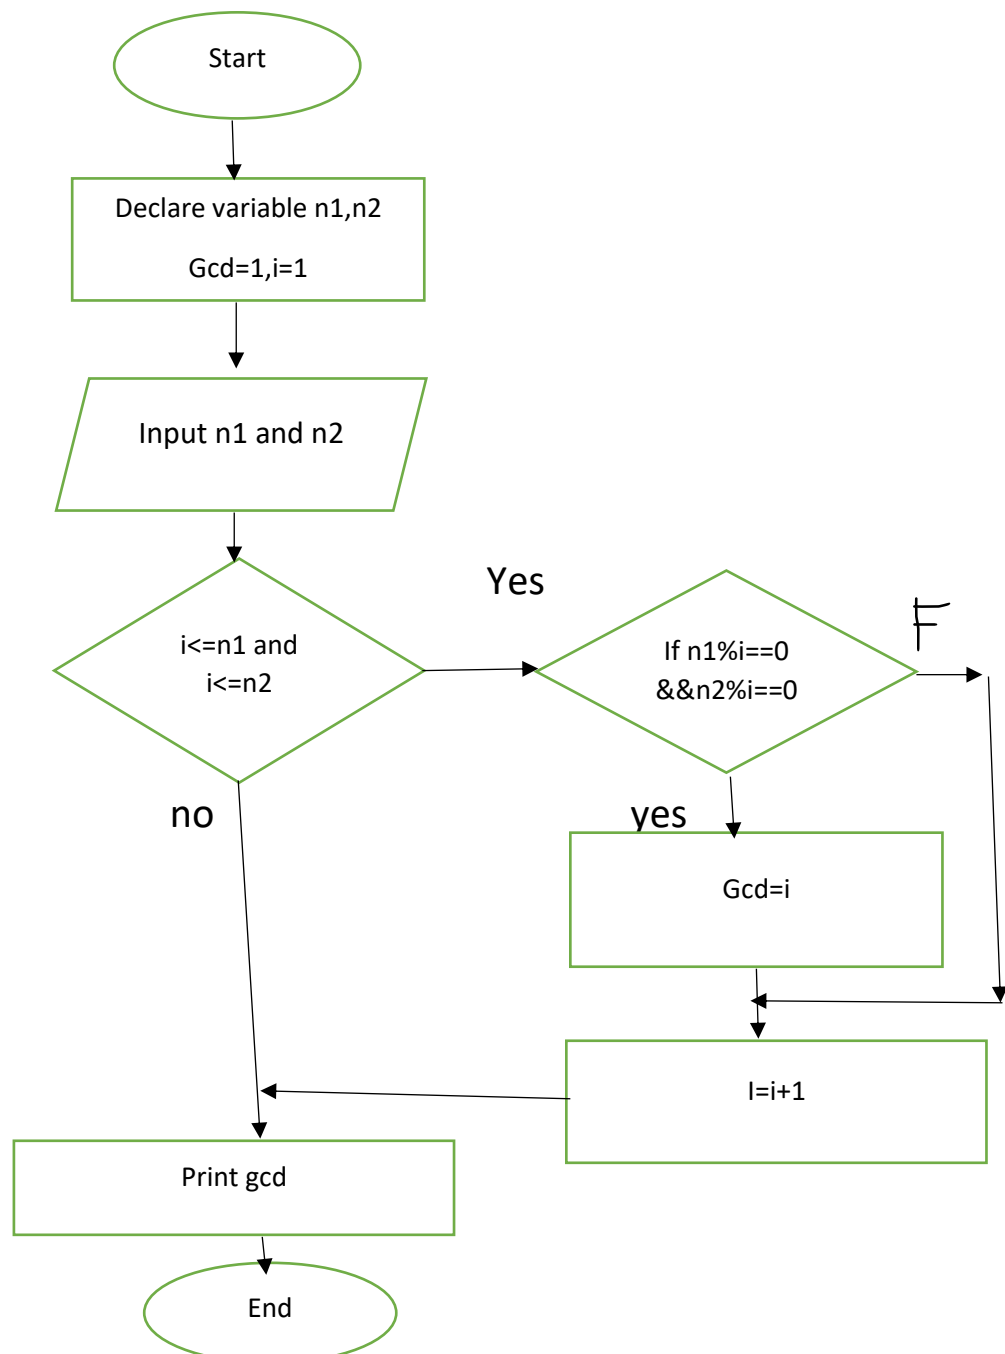 Start
Declare variable n1,n2
Gcd=1,i=1
Input n1 and n2
Yes
i<=n1 and
i<=n2
If n1%i==0
&&n2%i==0
F
no
yes
Gcd=i
I=i+1
Print gcd
End